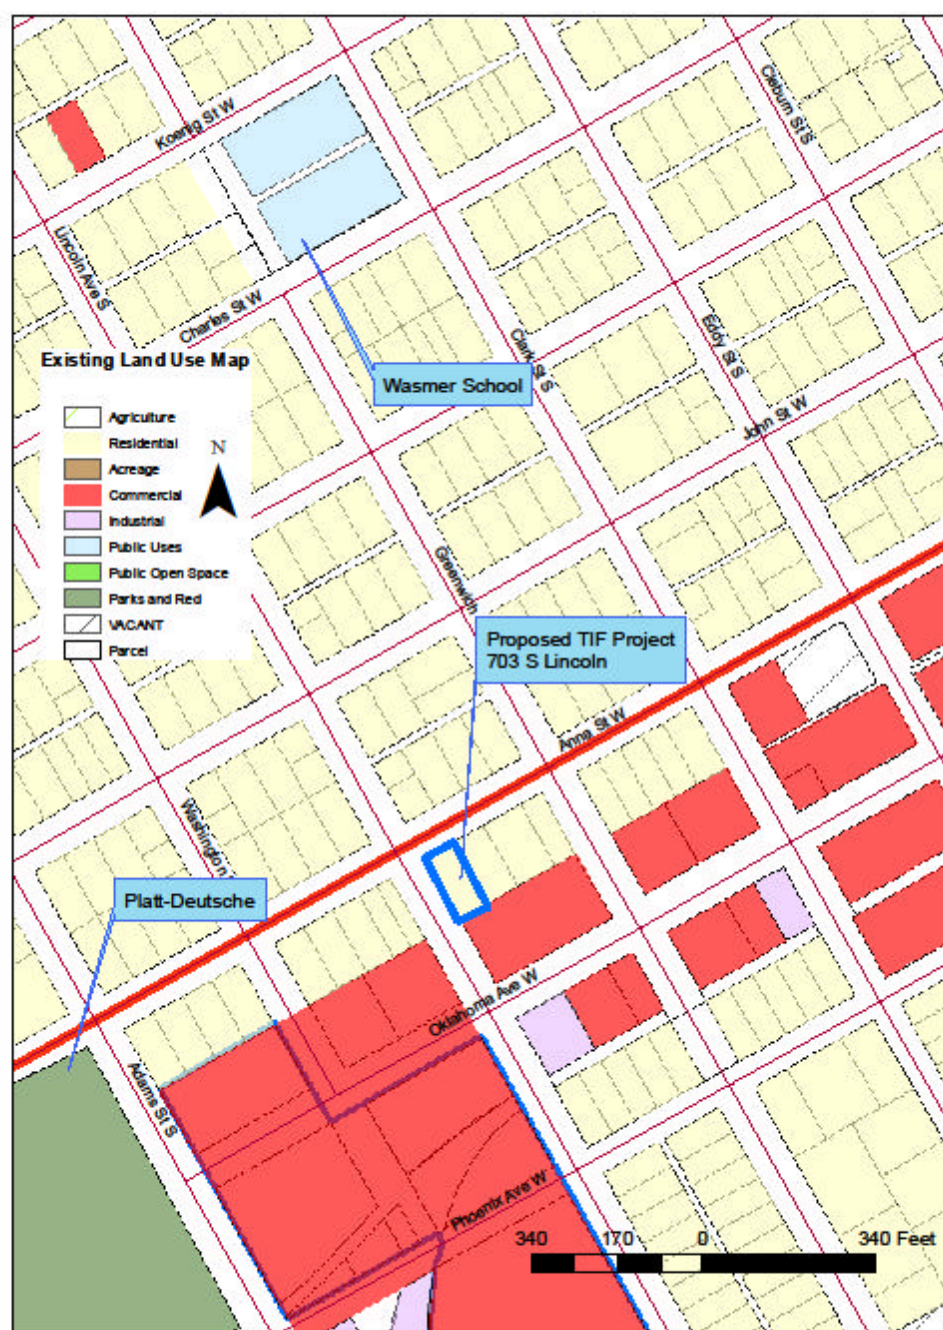 Cleburn St S
Koenig St W
Lincoln Ave S
Charles St W
Clark St S
Eddy St S
Existing Land Use Map
Wasmer School
Agriculture
Residential
N
Acreage
Commercial
Industrial
Public Uses
Public Open Space
Parks and Red
VACANT
Parcel
John St W
Greenwich
Proposed TIF Project
703 S Lincoln
Anna St W
Washington
Platt-Deutsche
Oklahoma Ave W
Adams St S
Phoenix Ave W
340 170 0 340 Feet